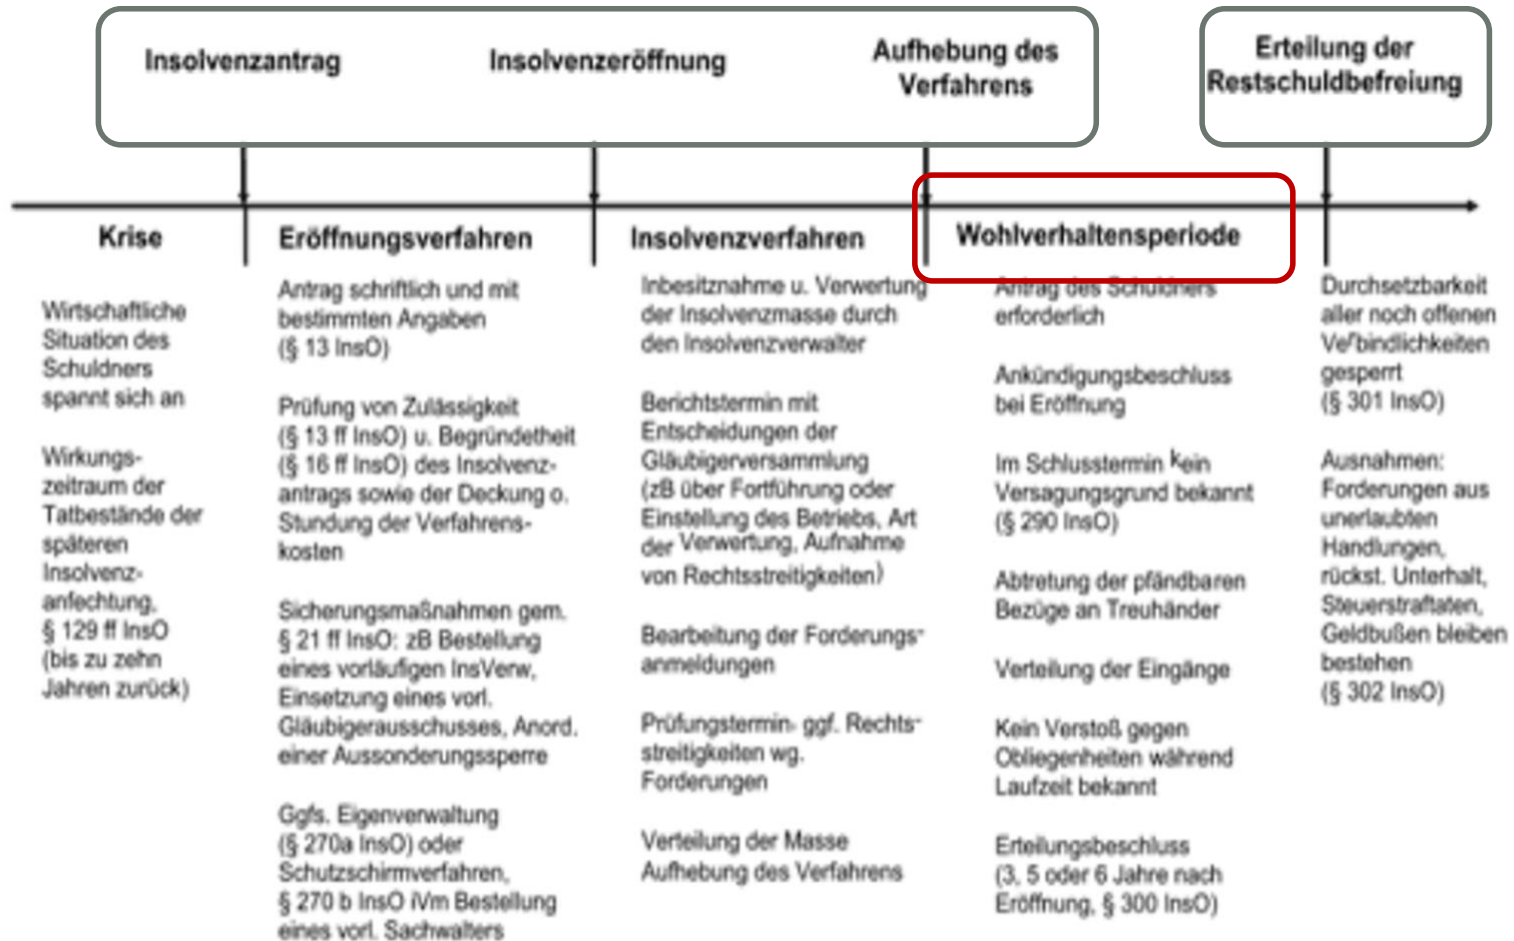 Insolvenzantrag
Insolvenzeröffnung
Aufhebung des
Verfahrens
Erteilung der
Restschuldbefreiung
Krise
Wirtschaftliche
Situation des
Schuldners
spannt sich an
Wirkungs-
zeitraum der
Tatbestände der
späteren
Insolvenz-
anfechtung,
§ 129 ff InsO
(bis zu zehn
Jahren zurück)
Eröffnungsverfahren
Antrag schriftlich und mit
bestimmten Angaben
(§ 13 InsO)
Prüfung von Zulässigkeit
(§ 13 ff InsO) u. Begründetheit
(§ 16 ff InsO) des Insolvenz-
antrags sowie der Deckung o.
Stundung der Verfahrens-
kosten
Sicherungsmaßnahmen gem.
§ 21 ff InsO: zB Bestellung
eines vorläufigen InsVerw,
Einsetzung eines vorl.
Gläubigerausschusses, Anord.
einer Aussonderungssperre
Ggfs. Eigenverwaltung
(§ 270a InsO) oder
Schutzschirmverfahren,
§ 270 b InsO iVm Bestellung
eines vorl. Sachwalters
Insolvenzverfahren
Inbesitznahme u. Verwertung
der Insolvenzmasse durch
den Insolvenzverwalter
Berichtstermin mit
Entscheidungen der
Gläubigerversammlung
(zB über Fortführung oder
Einstellung des Betriebs, Art
der Verwertung, Aufnahme
von Rechtsstreitigkeiten)
Bearbeitung der Forderungs-
anmeldungen
Prüfungstermin, ggf. Rechts-
streitigkeiten wg.
Forderungen
Verteilung der Masse
Aufhebung des Verfahrens
Wohlverhaltensperiode
Antrag des Schuldners
erforderlich
Ankündigungsbeschluss
bei Eröffnung
Im Schlusstermin kein
Versagungsgrund bekannt
(§ 290 InsO)
Abtretung der pfändbaren
Bezüge an Treuhänder
Verteilung der Eingänge
Kein Verstoß gegen
Obliegenheiten während
Laufzeit bekannt
Erteilungsbeschluss
(3, 5 oder 6 Jahre nach
Eröffnung, § 300 InsO)
Durchsetzbarkeit
aller noch offenen
Verbindlichkeiten
gesperrt
(§ 301 InsO)
Ausnahmen:
Forderungen aus
unerlaubten
Handlungen,
rückst. Unterhalt,
Steuerstraftaten,
Geldbußen bleiben
bestehen
(§ 302 InsO)